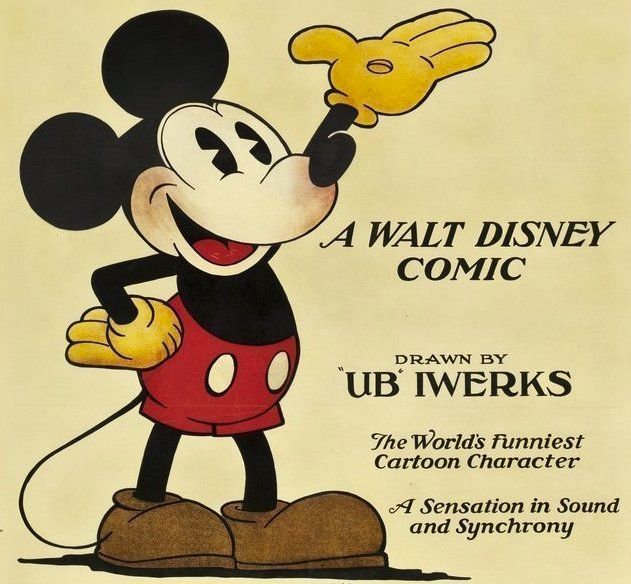 A WALT DISNEY
COMIC
DRAWN BY
"UB" IWERKS
The World's Funniest
Cartoon Character
A Sensation in Sound
and Synchrony